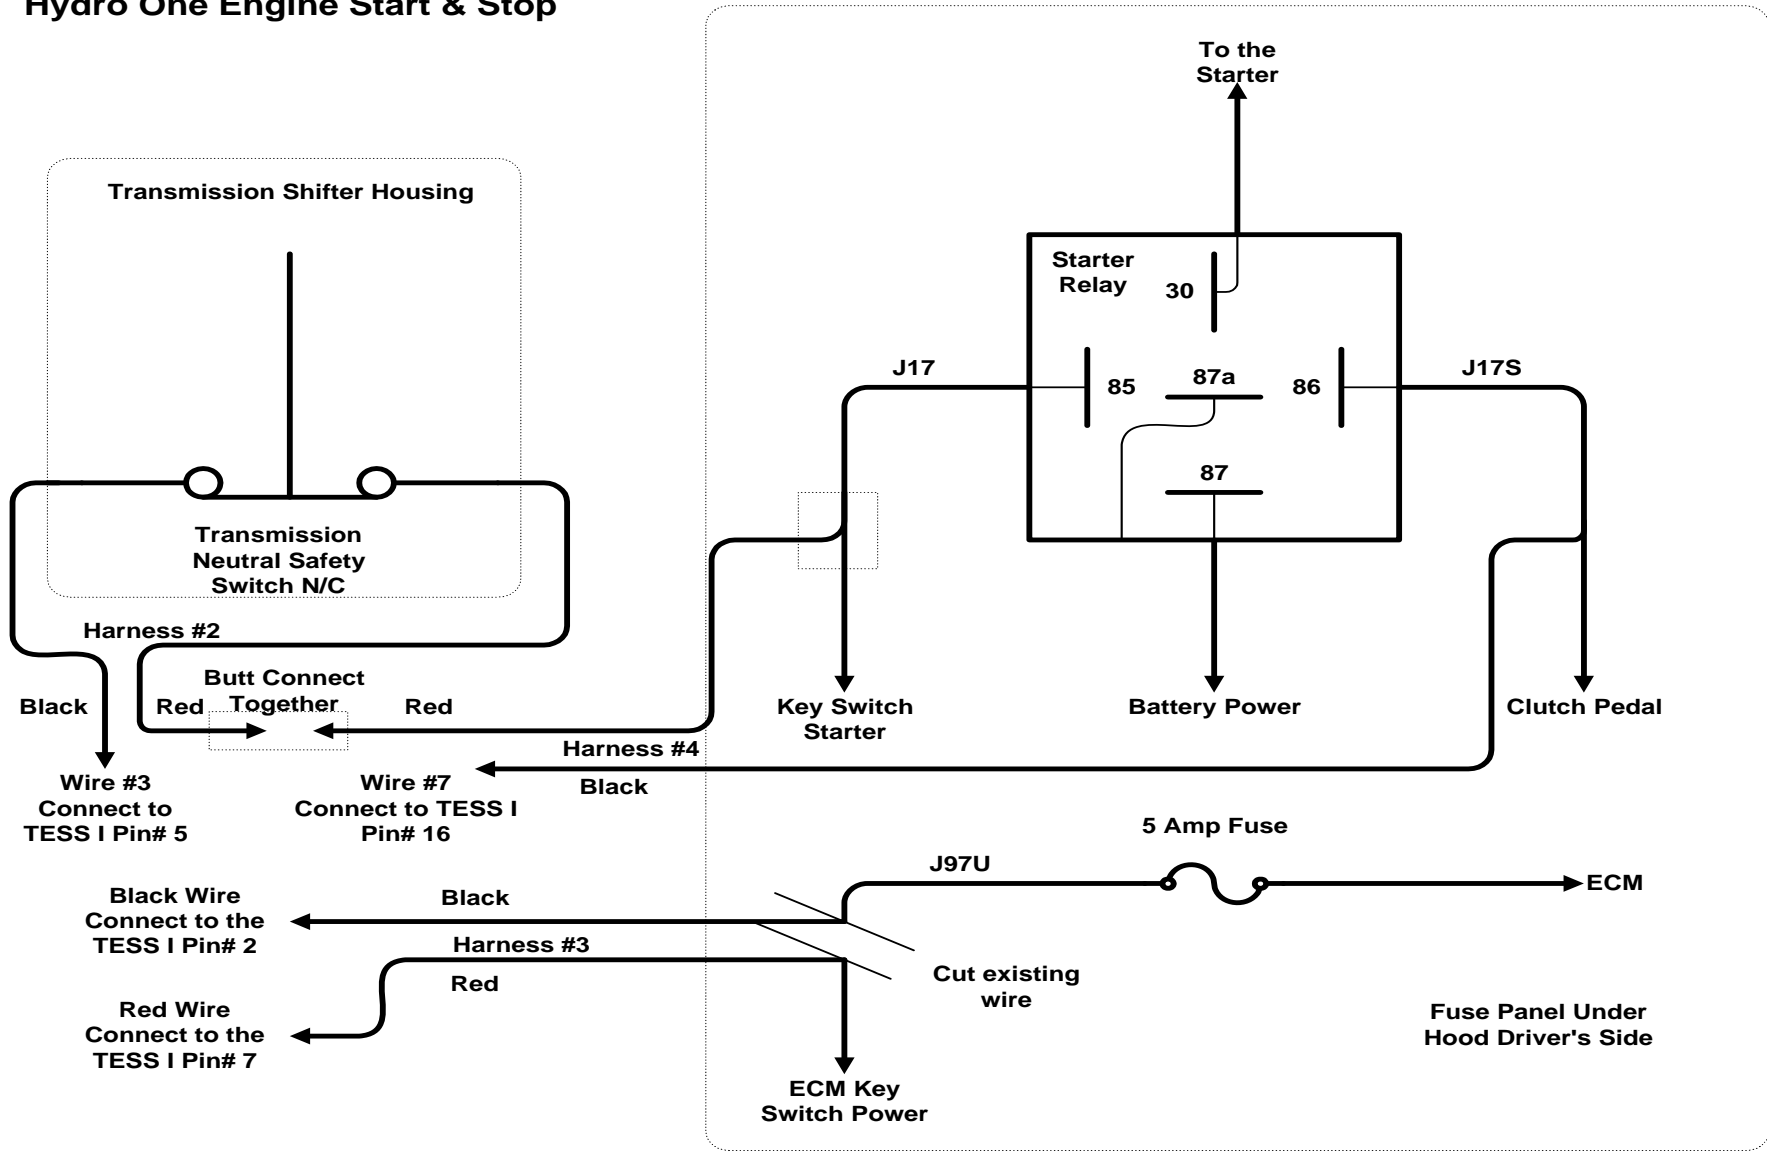 Hydro One Engine Start & Stop
To the
Starter
Transmission Shifter Housing
Starter
Relay
30
J17
85
87a
86
J17S
87
Transmission
Neutral Safety
Switch N/C
Harness #2
Butt Connect
Together
Black
Red
Red
Key Switch
Starter
Battery Power
Clutch Pedal
Harness #4
Black
Wire #3
Connect to
TESS I Pin# 5
Wire #7
Connect to TESS I
Pin# 16
5 Amp Fuse
J97U
ECM
Black Wire
Connect to the
TESS I Pin# 2
Black
Harness #3
Red
Cut existing
wire
Red Wire
Connect to the
TESS I Pin# 7
Fuse Panel Under
Hood Driver's Side
ECM Key
Switch Power